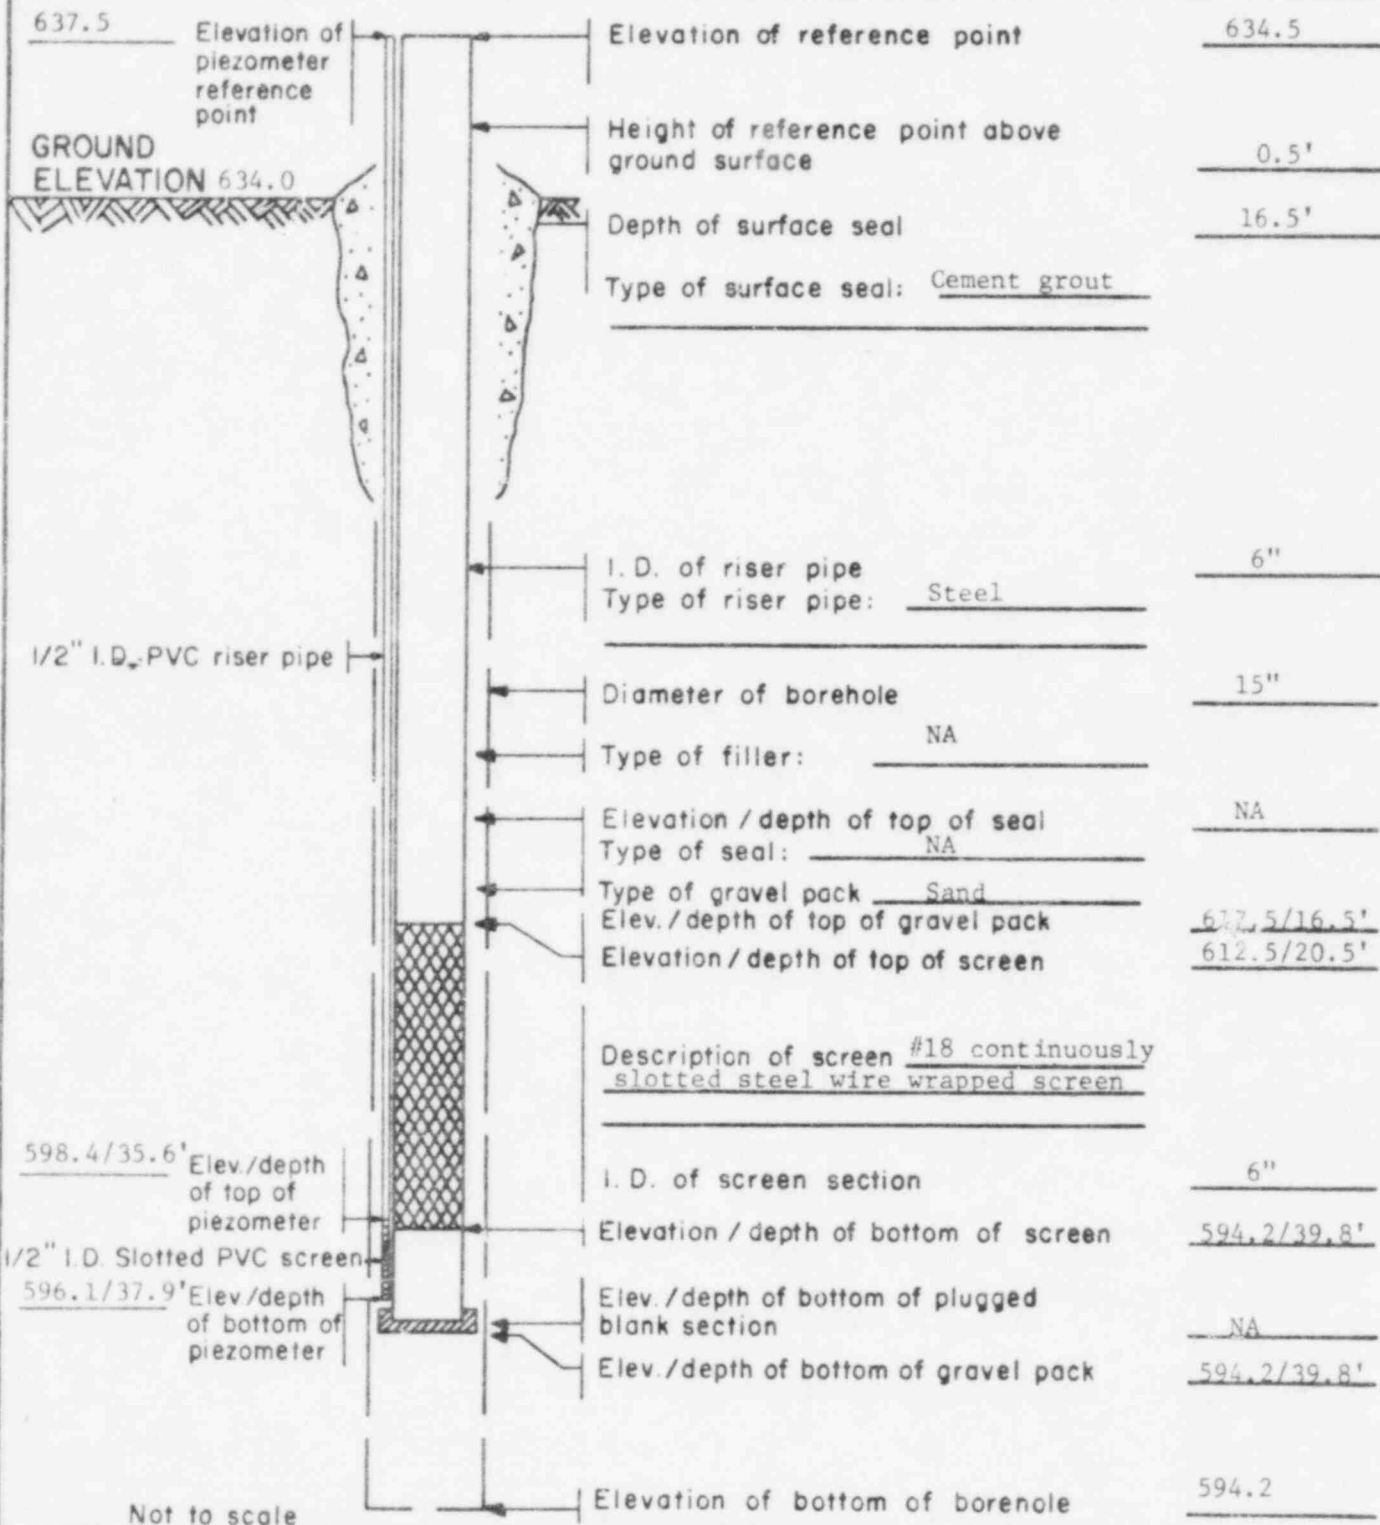 637.5
Elevation of
piezometer
reference
point
Elevation of reference point 634.5
Height of reference point above
ground surface 0.5'
GROUND
ELEVATION 634.0
Depth of surface seal 16.5'
Type of surface seal: Cement grout
I.D. of riser pipe 6"
Type of riser pipe: Steel
1/2" I.D. PVC riser pipe
Diameter of borehole 15"
Type of filler: NA
Elevation / depth of top of seal NA
Type of seal: NA
Type of gravel pack Sand
Elev./depth of top of gravel pack 617.5/16.5'
Elevation / depth of top of screen 612.5/20.5'
Description of screen #18 continuously
slotted steel wire wrapped screen
598.4/35.6' Elev./depth
of top of
piezometer
I.D. of screen section 6"
Elevation / depth of bottom of screen 594.2/39.8'
1/2" I.D. Slotted PVC screen
596.1/37.9' Elev./depth
of bottom of
piezometer
Elev./depth of bottom of plugged
blank section NA
Elev./depth of bottom of gravel pack 594.2/39.8'
Elevation of bottom of borenole 594.2
Not to scale